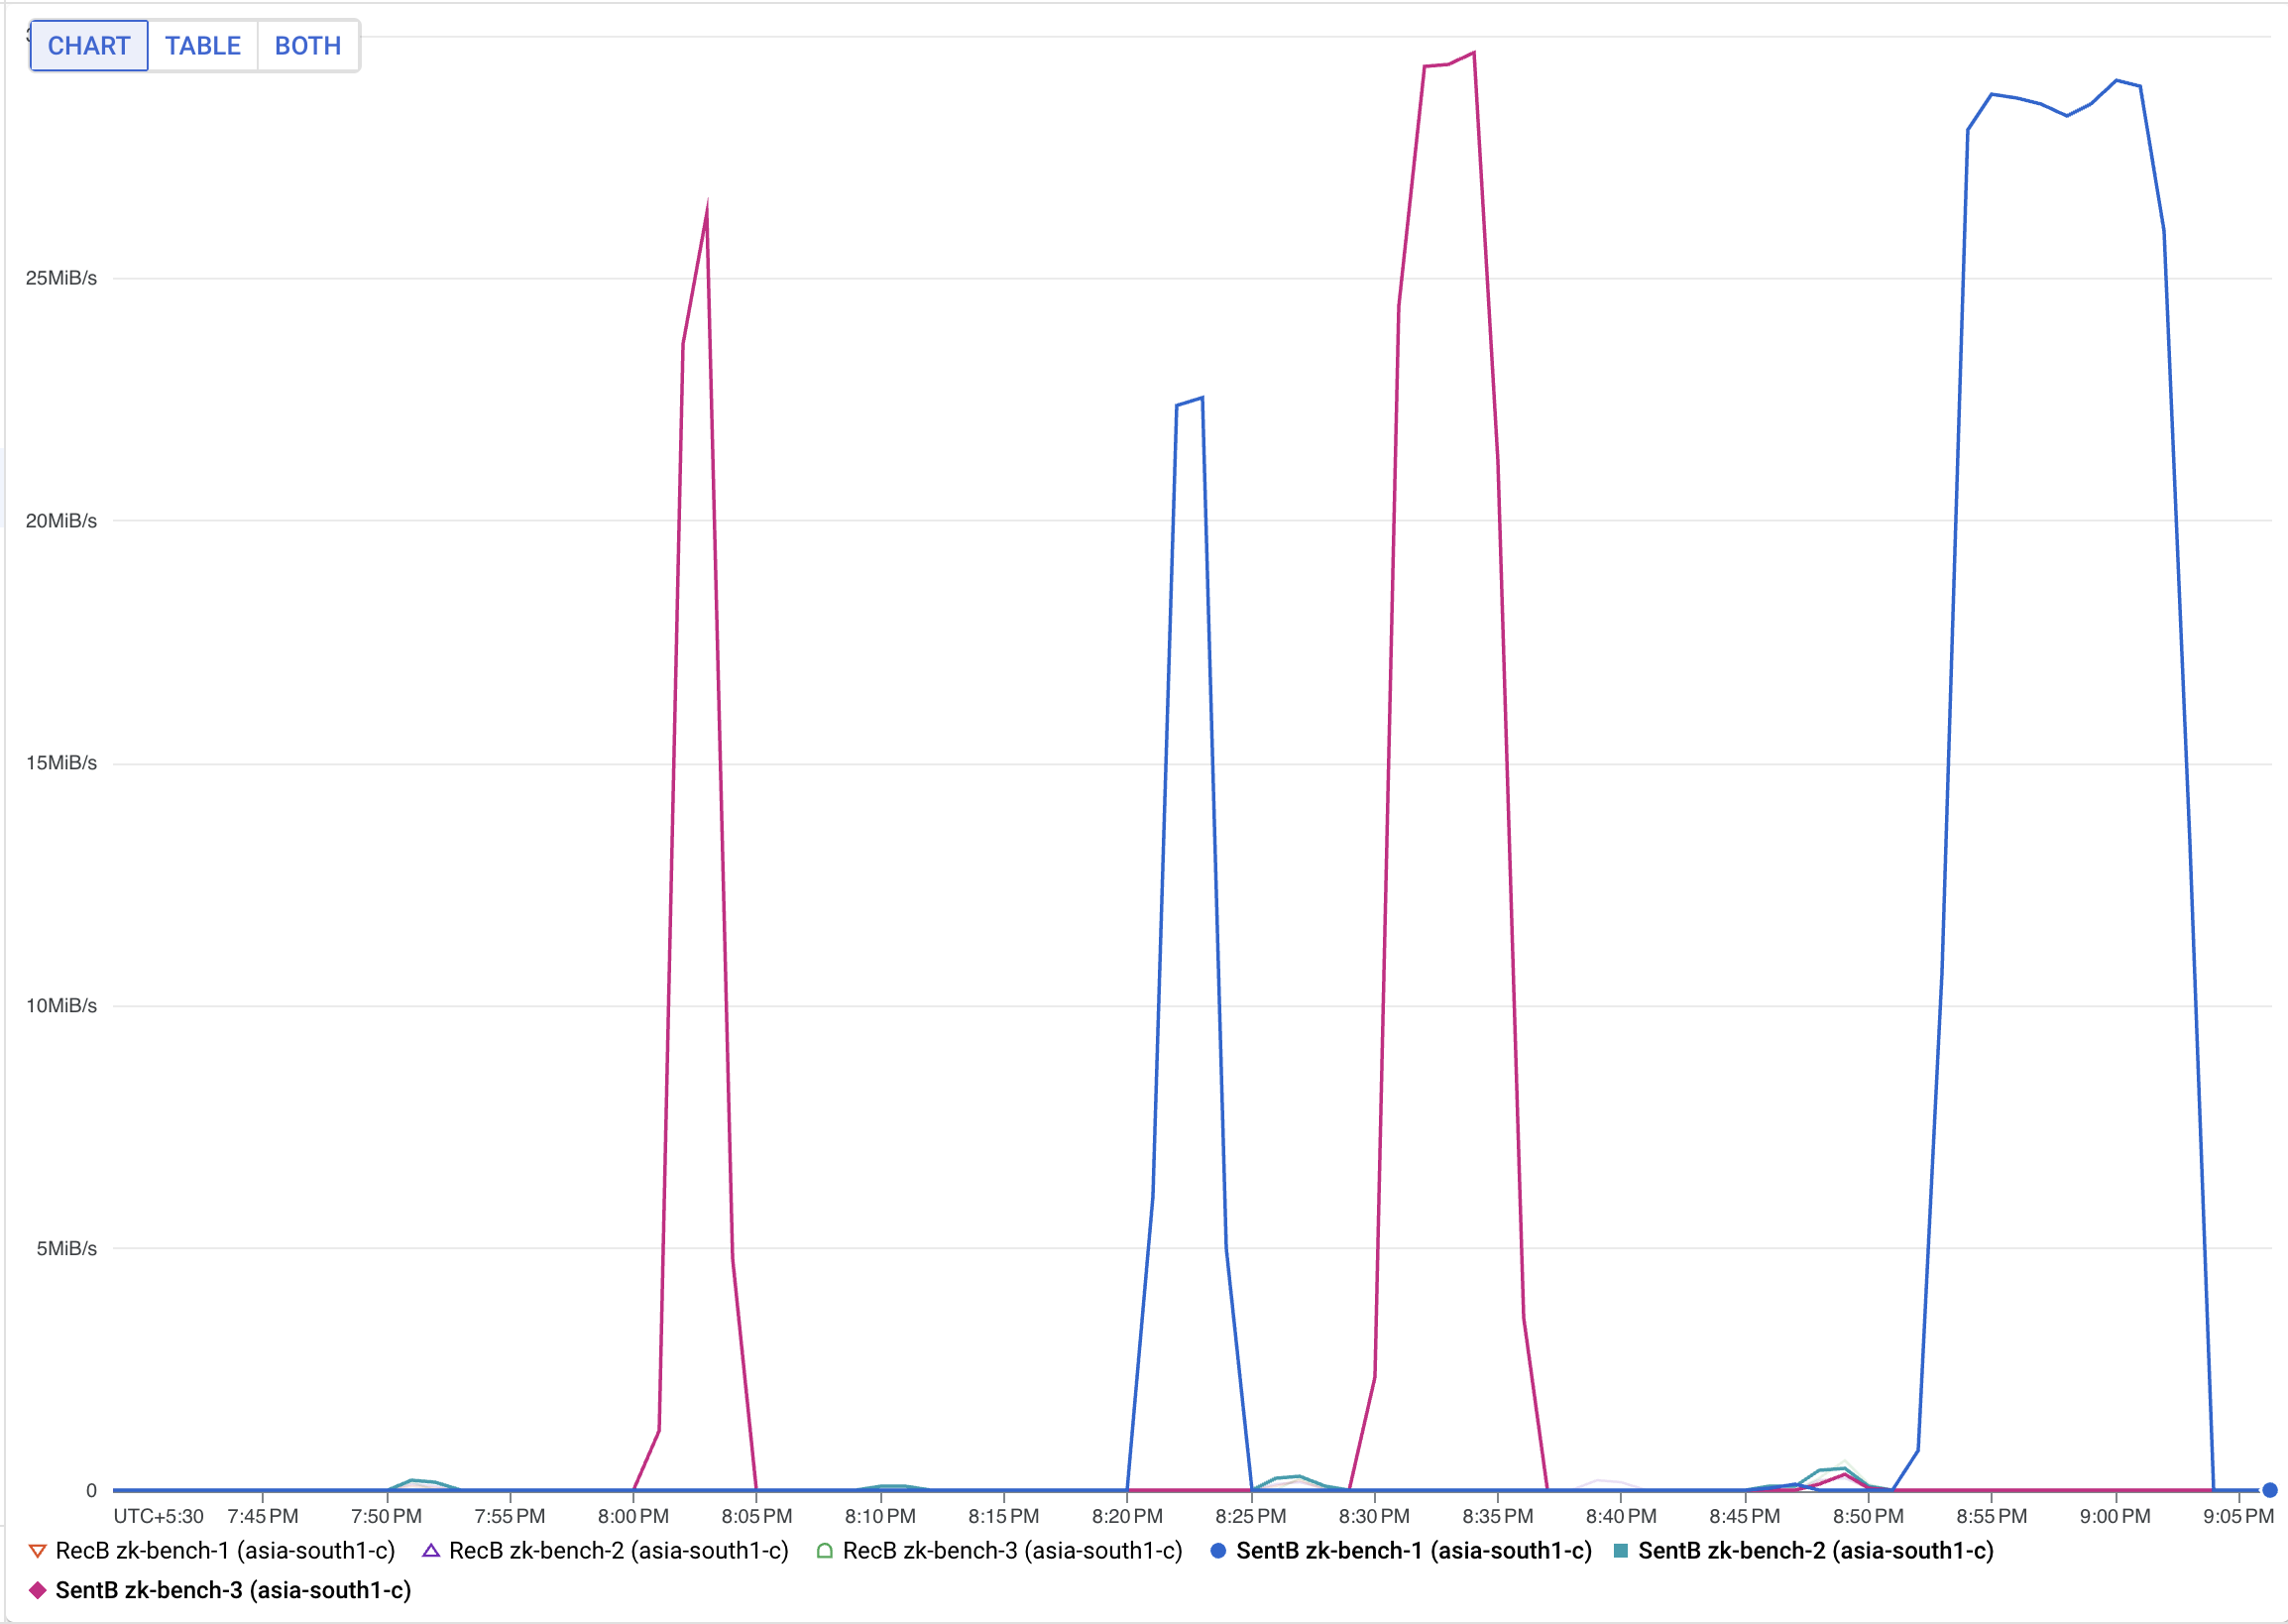 CHART TABLE BOTH
25MiB/s
20MiB/s
15MiB/s
10MiB/s
5MiB/s
0
UTC+5:30 7:45 PM 7:50 PM 7:55 PM 8:00 PM 8:05 PM 8:10 PM 8:15 PM 8:20 PM 8:25 PM 8:30 PM 8:35 PM 8:40 PM 8:45 PM 8:50 PM 8:55 PM 9:00 PM 9:05 PM
RecB zk-bench-1 (asia-south1-c) RecB zk-bench-2 (asia-south1-c) RecB zk-bench-3 (asia-south1-c) SentB zk-bench-1 (asia-south1-c) SentB zk-bench-2 (asia-south1-c)
SentB zk-bench-3 (asia-south1-c)